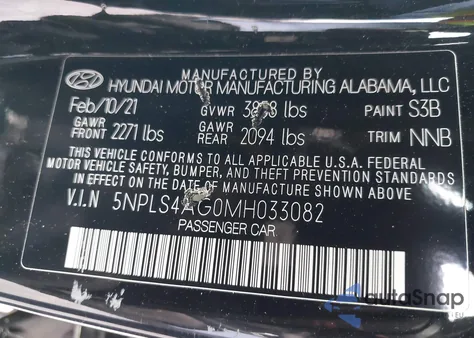 MANUFACTURED BY
HYUNDAI MOTOR MANUFACTURING ALABAMA, LLC
Feb/10/21 GVWR lbs PAINT S3B
GAWR FRONT 2271 lbs GAWR REAR 2094 lbs TRIM NNB
THIS VEHICLE CONFORMS TO ALL APPLICABLE U.S.A. FEDERAL
MOTOR VEHICLE SAFETY, BUMPER, AND THEFT PREVENTION STANDARDS
IN EFFECT ON THE DATE OF MANUFACTURE SHOWN ABOVE
V.I.N
PASSENGER CAR
autoSnap